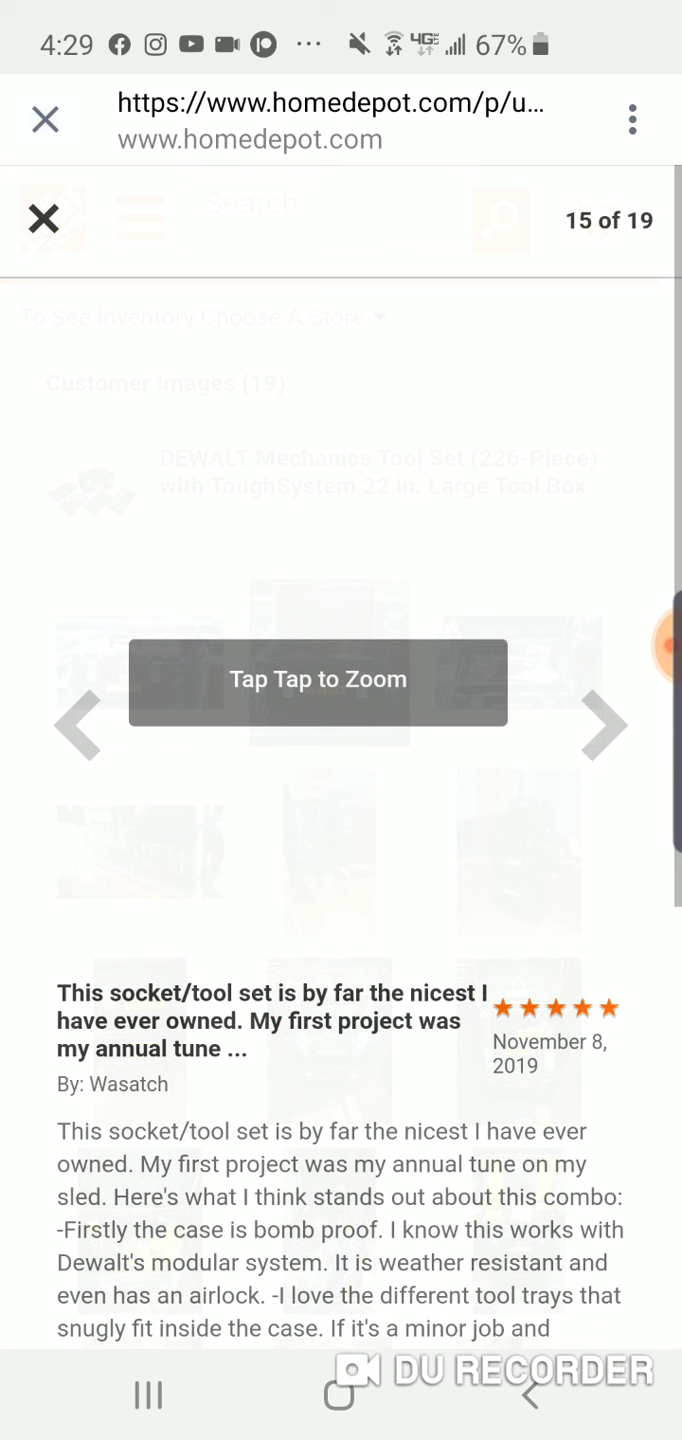 4:29 ... 4GE 67%
https://www.homedepot.com/p/u...
www.homedepot.com
Search
15 of 19
To See Inventory Choose A Store
Customer Images (19)
DEWALT Mechanics Tool Set (226-Piece)
with ToughSystem 22 in. Large Tool Box
Tap Tap to Zoom
This socket/tool set is by far the nicest I
have ever owned. My first project was
my annual tune ...
November 8,
2019
By: Wasatch
This socket/tool set is by far the nicest I have ever
owned. My first project was my annual tune on my
sled. Here's what I think stands out about this combo:
-Firstly the case is bomb proof. I know this works with
Dewalt's modular system. It is weather resistant and
even has an airlock. -I love the different tool trays that
snugly fit inside the case. If it's a minor job and
DU RECORDER